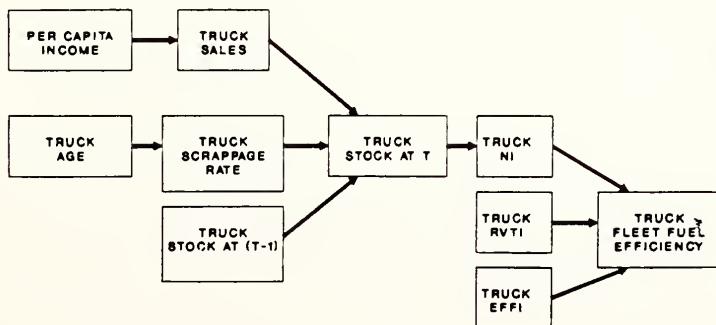 PER CAPITA
INCOME
TRUCK
SALES
TRUCK
AGE
TRUCK
SCRAPPAGE
RATE
TRUCK
STOCK AT T
TRUCK
NI
TRUCK
STOCK AT (T-1)
TRUCK
RVTI
TRUCK
FLEET FUEL
EFFICIENCY
TRUCK
EFFI